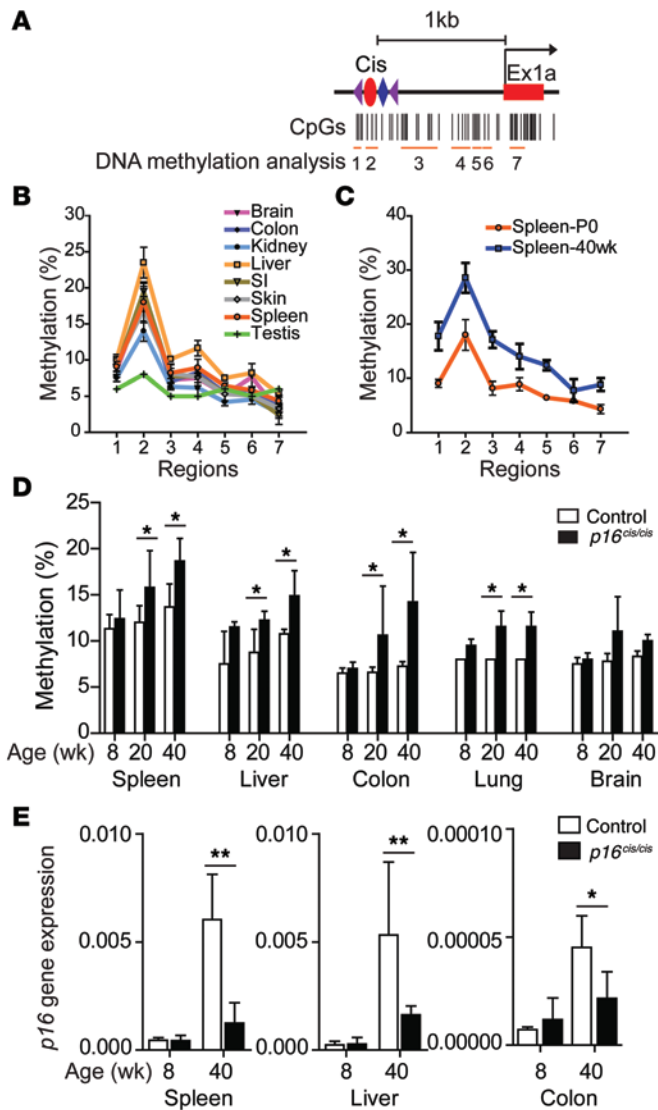 A
1kb
Cis
Ex1a
CpGs
DNA methylation analysis 1 2 3 4 5 6 7
B
Methylation (%)
30
25
20
15
10
5
0
1 2 3 4 5 6 7
Regions
Brain
Colon
Kidney
Liver
SI
Skin
Spleen
Testis
C
Methylation (%)
40
30
20
10
0
1 2 3 4 5 6 7
Regions
Spleen-P0
Spleen-40wk
D
Methylation (%)
25
20
15
10
5
0
* * * * * * * *
Control
p16cis/cis
Age (wk) 8 20 40 8 20 40 8 20 40 8 20 40 8 20 40
Spleen Liver Colon Lung Brain
E
p16 gene expression
0.010
0.005
0.000
**
0.010
0.005
0.000
**
0.00010
0.00005
0.00000
*
Control
p16cis/cis
Age (wk) 8 40 8 40 8 40
Spleen Liver Colon